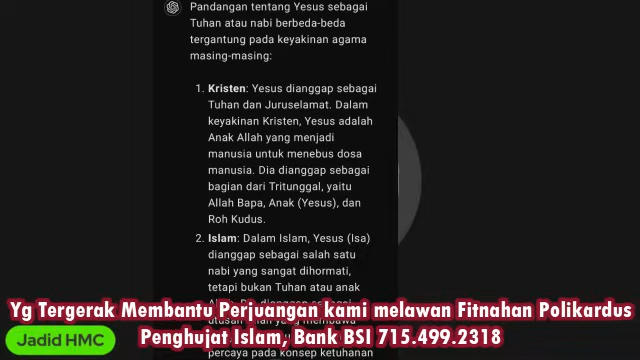 Pandangan tentang Yesus sebagai
Tuhan atau nabi berbeda-beda
tergantung pada keyakinan agama
masing-masing:
1. Kristen: Yesus dianggap sebagai
Tuhan dan Juruselamat. Dalam
keyakinan Kristen, Yesus adalah
Anak Allah yang menjadi
manusia untuk menebus dosa
manusia. Dia dianggap sebagai
bagian dari Tritunggal, yaitu
Allah Bapa, Anak (Yesus), dan
Roh Kudus.
2. Islam: Dalam Islam, Yesus (Isa)
dianggap sebagai salah satu
nabi yang sangat dihormati,
tetapi bukan Tuhan atau anak
Yg Tergerak Membantu Perjuangan kami melawan Fitnahan Polikardus
Penghujat Islam, Bank BSI 715.499.2318
Jadid HMC
percaya pada konsep ketuhanan